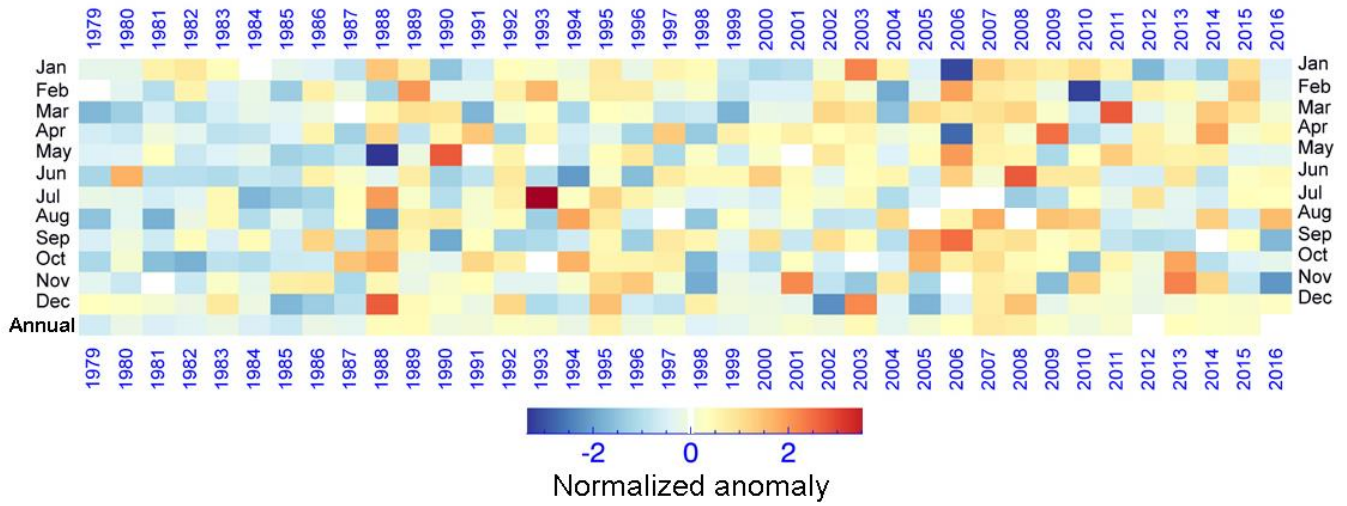 1979 1980 1981 1982 1983 1984 1985 1986 1987 1988 1989 1990 1991 1992 1993 1994 1995 1996 1997 1998 1999 2000 2001 2002 2003 2004 2005 2006 2007 2008 2009 2010 2011 2012 2013 2014 2015 2016
Jan Jan
Feb Feb
Mar Mar
Apr Apr
May May
Jun Jun
Jul Jul
Aug Aug
Sep Sep
Oct Oct
Nov Nov
Dec Dec
Annual
1979 1980 1981 1982 1983 1984 1985 1986 1987 1988 1989 1990 1991 1992 1993 1994 1995 1996 1997 1998 1999 2000 2001 2002 2003 2004 2005 2006 2007 2008 2009 2010 2011 2012 2013 2014 2015 2016
-2 0 2
Normalized anomaly